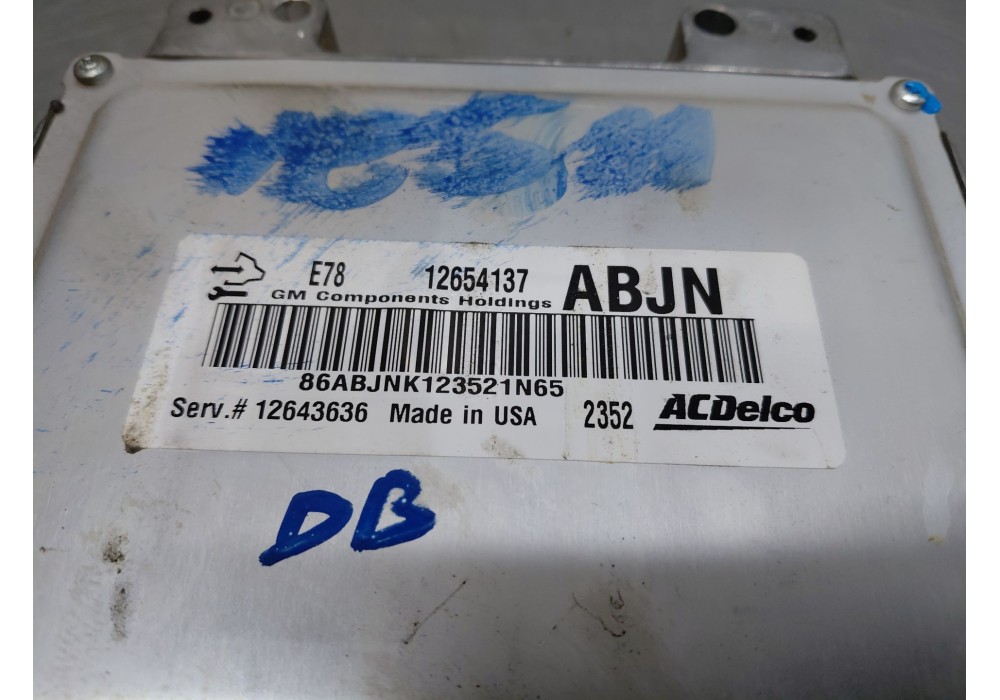 E78 12654137 ABJN
GM Components Holdings
86ABJNK123521N65
Serv.# 12643636 Made in USA 2352 ACDelco
DB